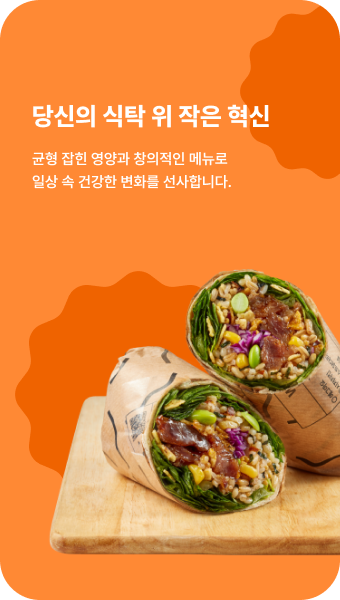 당신의 식탁 위 작은 혁신
균형 잡힌 영양과 창의적인 메뉴로
일상 속 건강한 변화를 선사합니다.